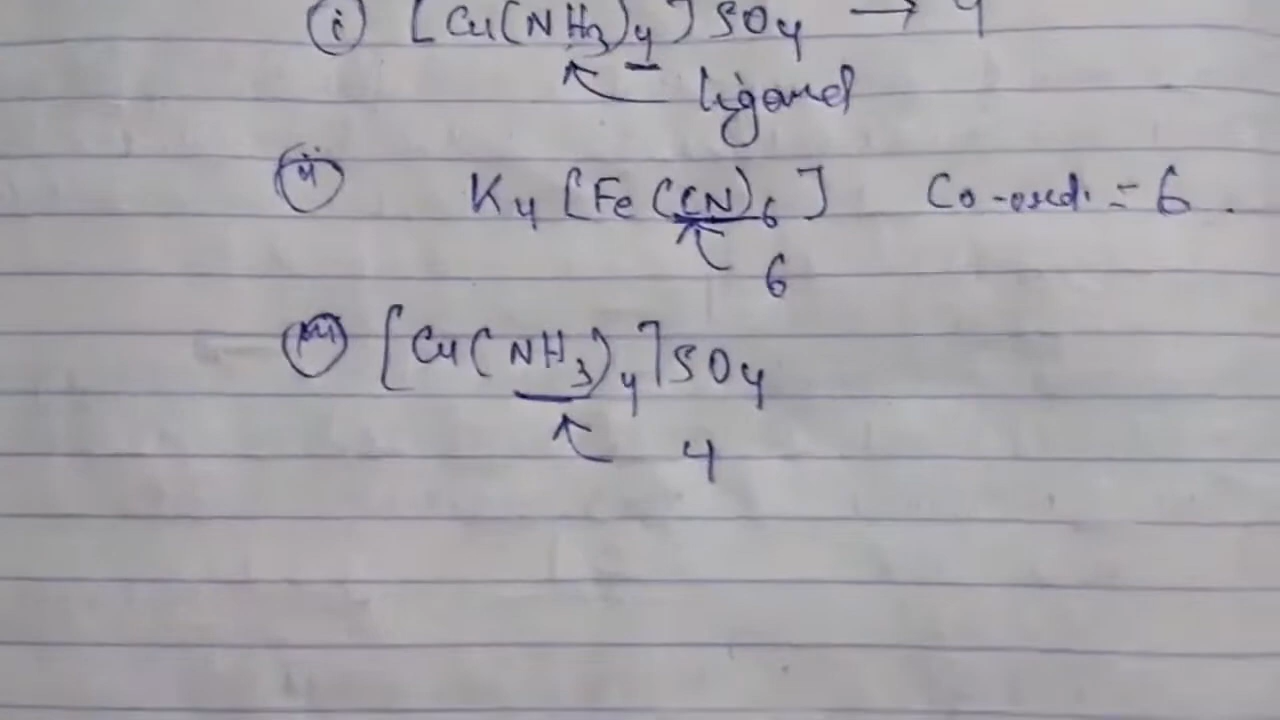 (i) [Cu(NH3)4] SO4 → 4
ligand
(ii) K4 [Fe(CN)6] Co-ord. = 6.
6
(iii) [Cu(NH3)4]SO4
4